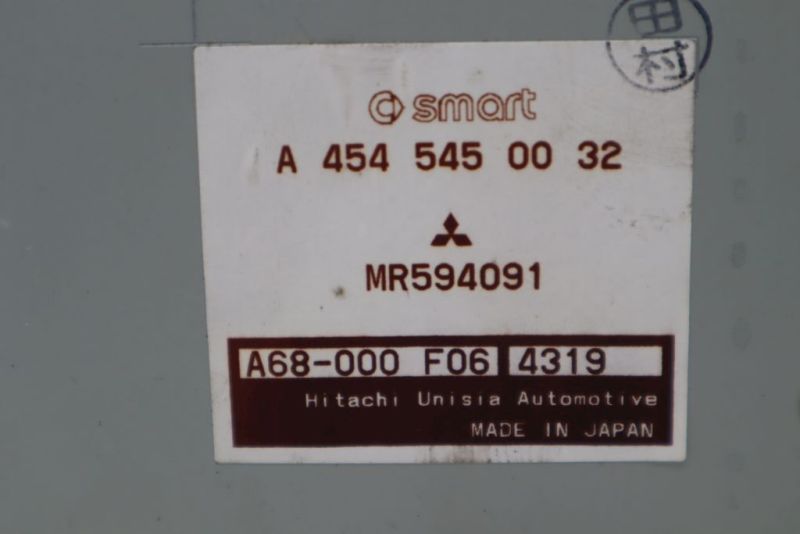 田
村
smart
A 454 545 00 32
MR594091
A68-000 F06 4319
Hitachi Unisia Automotive
MADE IN JAPAN